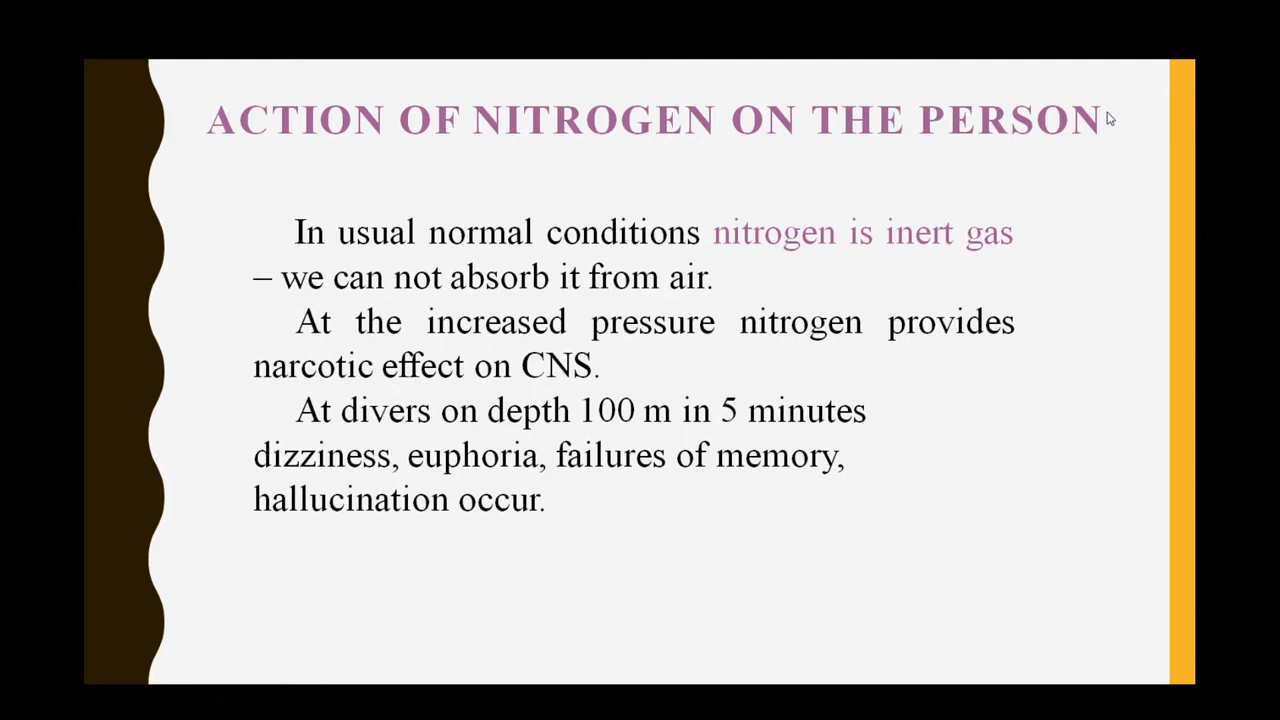 ACTION OF NITROGEN ON THE PERSON
In usual normal conditions nitrogen is inert gas
– we can not absorb it from air.
At the increased pressure nitrogen provides
narcotic effect on CNS.
At divers on depth 100 m in 5 minutes
dizziness, euphoria, failures of memory,
hallucination occur.